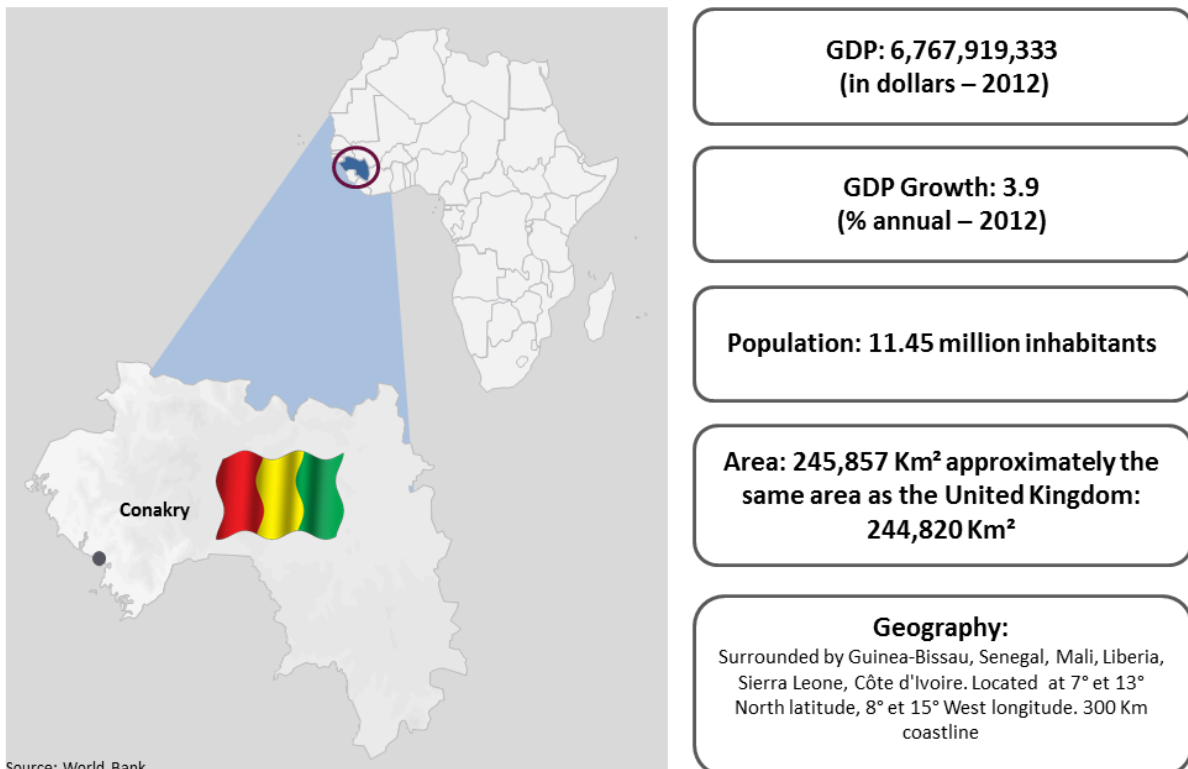 GDP: 6,767,919,333
(in dollars – 2012)
GDP Growth: 3.9
(% annual – 2012)
Population: 11.45 million inhabitants
Area: 245,857 Km² approximately the
same area as the United Kingdom:
244,820 Km²
Geography:
Surrounded by Guinea-Bissau, Senegal, Mali, Liberia,
Sierra Leone, Côte d'Ivoire. Located at 7° et 13°
North latitude, 8° et 15° West longitude. 300 Km
coastline
Conakry
Source: World Bank